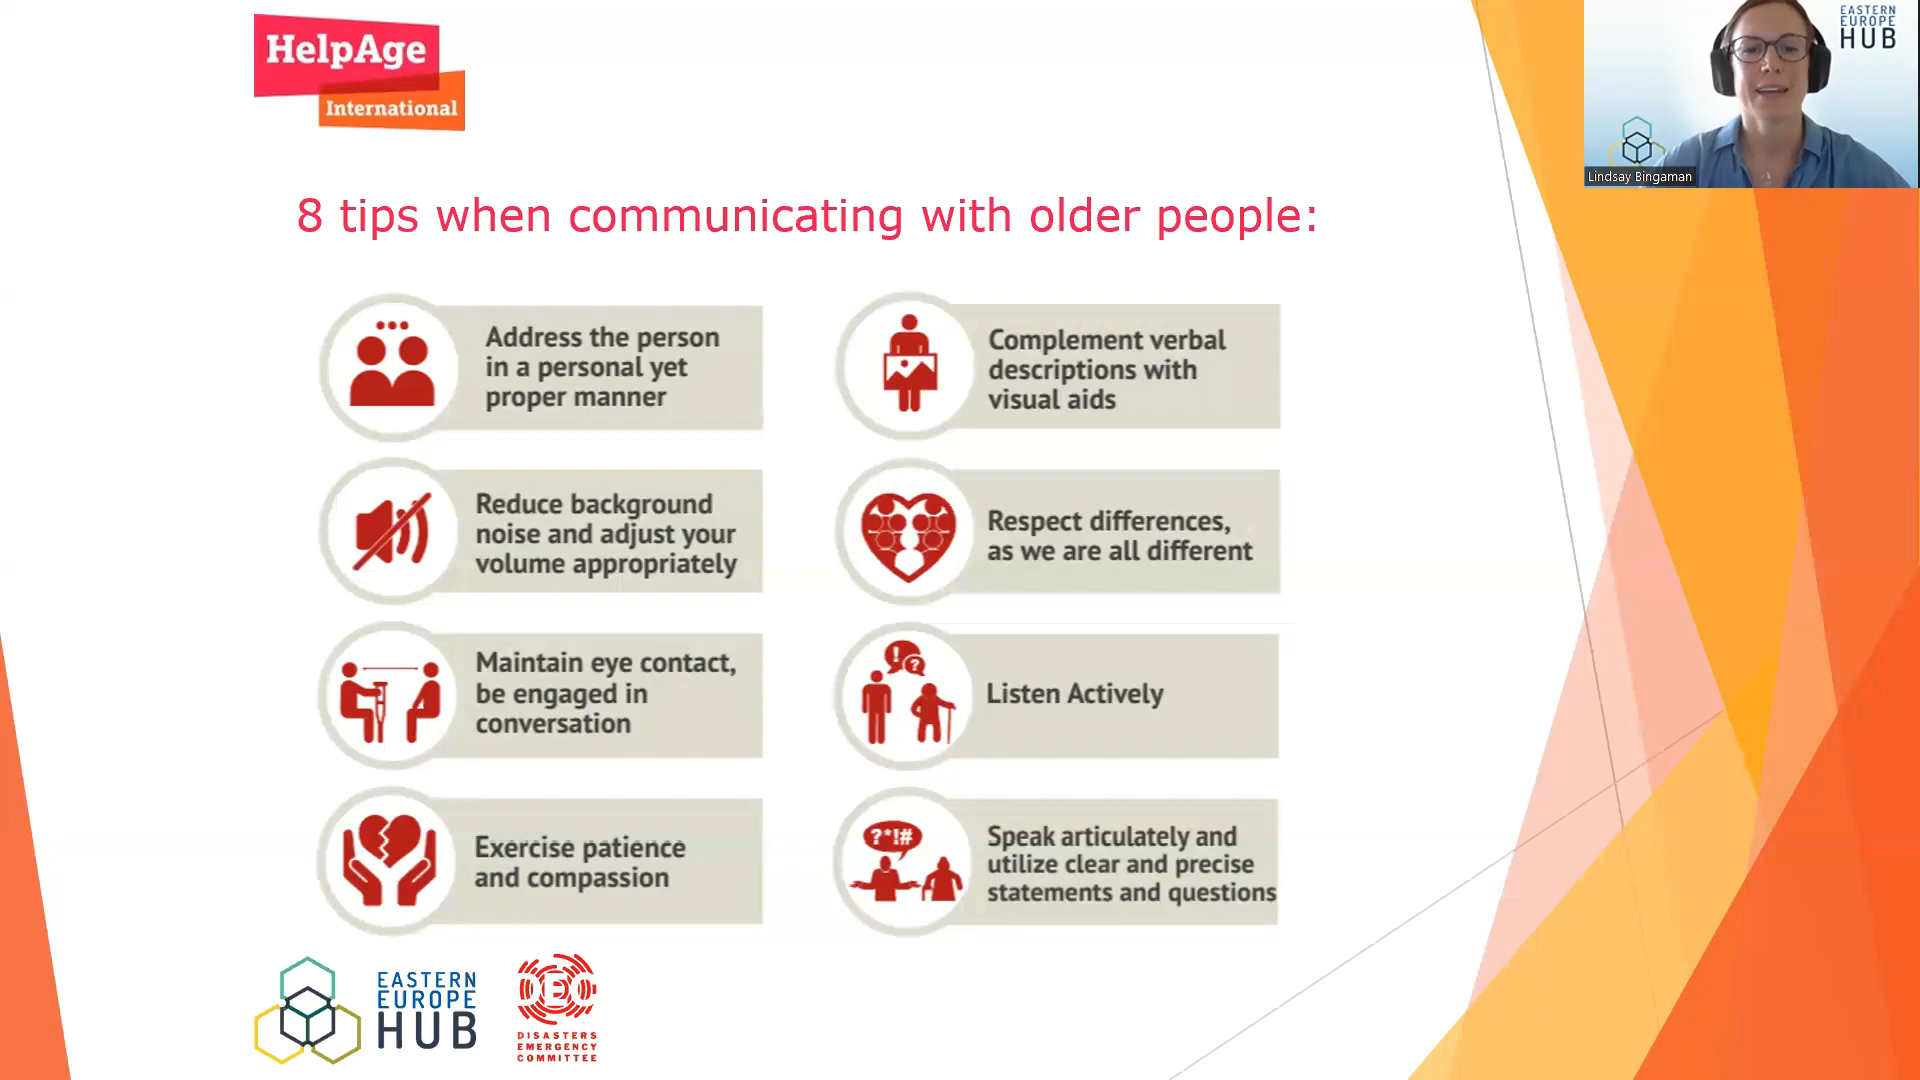 HelpAge
International
EASTERN
EUROPE
HUB
Lindsay Bingaman
8 tips when communicating with older people:
Address the person
in a personal yet
proper manner
Complement verbal
descriptions with
visual aids
Reduce background
noise and adjust your
volume appropriately
Respect differences,
as we are all different
Maintain eye contact,
be engaged in
conversation
!
?
Listen Actively
Exercise patience
and compassion
?*!#
Speak articulately and
utilize clear and precise
statements and questions
EASTERN
EUROPE
HUB
DEC
DISASTERS
EMERGENCY
COMMITTEE